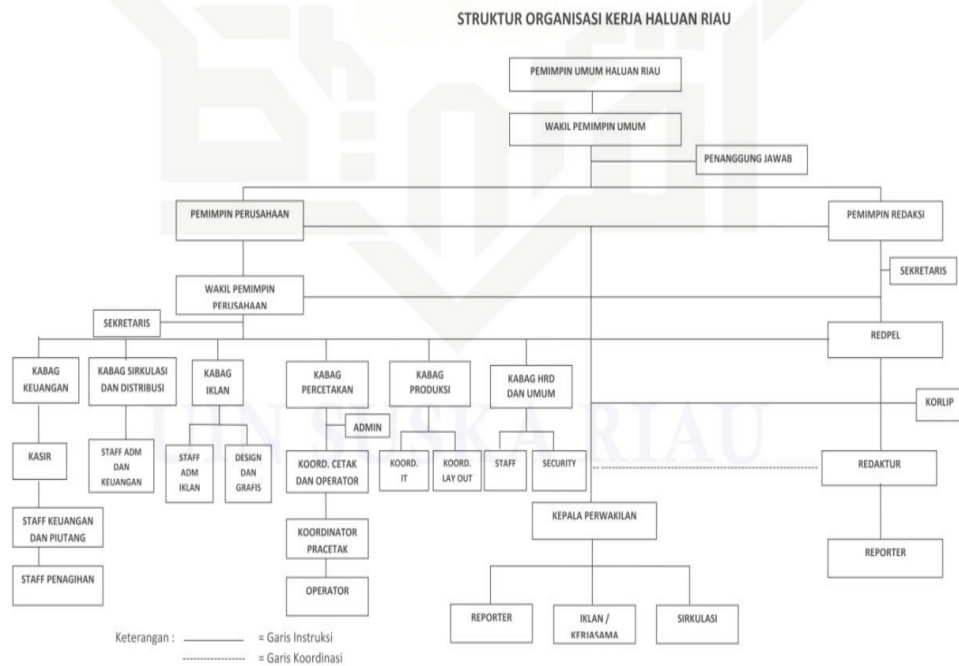 STRUKTUR ORGANISASI KERJA HALUAN RIAU
PEMIMPIN UMUM HALUAN RIAU
WAKIL PEMIMPIN UMUM
PENANGGUNG JAWAB
PEMIMPIN PERUSAHAAN
PEMIMPIN REDAKSI
SEKRETARIS
WAKIL PEMIMPIN
PERUSAHAAN
SEKRETARIS
REDPEL
KABAG
KEUANGAN
KABAG SIRKULASI
DAN DISTRIBUSI
KABAG
IKLAN
KABAG
PERCETAKAN
KABAG
PRODUKSI
KABAG HRD
DAN UMUM
KORLIP
ADMIN
KASIR
STAFF ADM
DAN
KEUANGAN
STAFF
ADM
IKLAN
DESIGN
DAN
GRAFIS
KOORD. CETAK
DAN OPERATOR
KOORD.
IT
KOORD.
LAY OUT
STAFF
SECURITY
REDAKTUR
UIN SUSKA RIAU
STAFF KEUANGAN
DAN PIUTANG
KOORDINATOR
PRACETAK
KEPALA PERWAKILAN
REPORTER
STAFF PENAGIHAN
OPERATOR
REPORTER
IKLAN /
KERJASAMA
SIRKULASI
Keterangan : = Garis Instruksi
= Garis Koordinasi